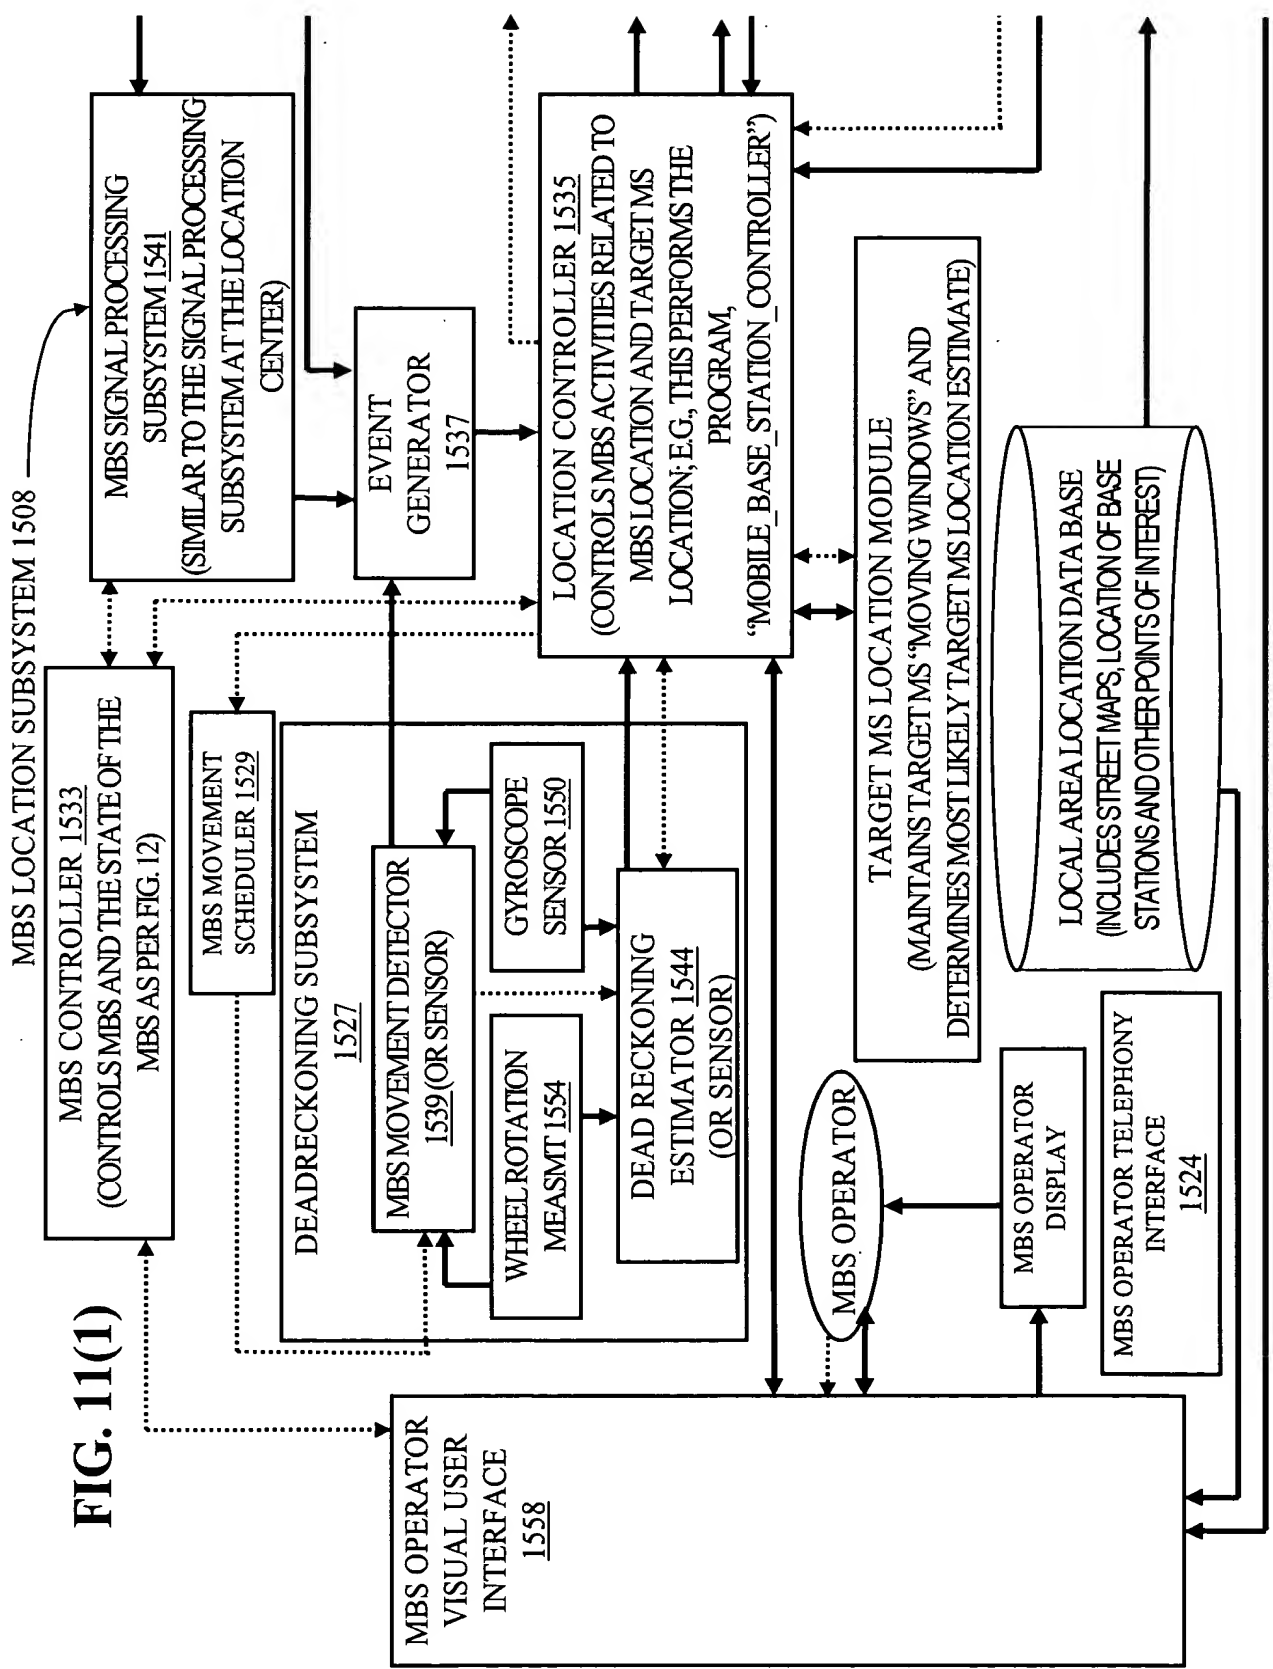 FIG. 11(1)
MBS LOCATION SUBSYSTEM 1508
MBS CONTROLLER 1533
(CONTROLS MBS AND THE STATE OF THE
MBS AS PER FIG. 12)
MBS SIGNAL PROCESSING
SUBSYSTEM 1541
(SIMILAR TO THE SIGNAL PROCESSING
SUBSYSTEM AT THE LOCATION
CENTER)
MBS MOVEMENT
SCHEDULER 1529
DEADRECKONING SUBSYSTEM
1527
MBS MOVEMENT DETECTOR
1539 (OR SENSOR)
WHEEL ROTATION
MEASMT 1554
GYROSCOPE
SENSOR 1550
DEAD RECKONING
ESTIMATOR 1544
(OR SENSOR)
EVENT
GENERATOR
1537
LOCATION CONTROLLER 1535
(CONTROLS MBS ACTIVITIES RELATED TO
MBS LOCATION AND TARGET MS
LOCATION; E.G., THIS PERFORMS THE
PROGRAM,
“MOBILE_BASE_STATION_CONTROLLER”)
MBS OPERATOR
VISUAL USER
INTERFACE
1558
MBS OPERATOR
MBS OPERATOR
DISPLAY
MBS OPERATOR TELEPHONY
INTERFACE
1524
TARGET MS LOCATION MODULE
(MAINTAINS TARGET MS “MOVING WINDOWS” AND
DETERMINES MOST LIKELY TARGET MS LOCATION ESTIMATE)
LOCAL AREA LOCATION DATA BASE
(INCLUDES STREET MAPS, LOCATION OF BASE
STATIONS AND OTHER POINTS OF INTEREST)